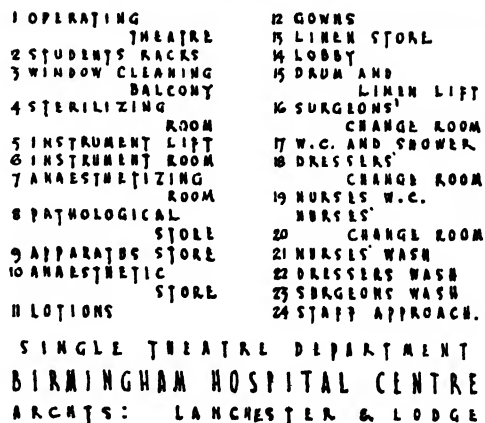 1 OPERATING
THEATRE
2 STUDENTS RACKS
3 WINDOW CLEANING
BALCONY
4 STERILIZING
ROOM
5 INSTRUMENT LIFT
6 INSTRUMENT ROOM
7 ANAESTHETIZING
ROOM
8 PATHOLOGICAL
STORE
9 APPARATUS STORE
10 ANAESTHETIC
STORE
11 LOTIONS
12 GOWNS
13 LINEN STORE
14 LOBBY
15 DRUM AND
LINEN LIFT
16 SURGEONS'
CHANGE ROOM
17 W.C. AND SHOWER
18 DRESSERS'
CHANGE ROOM
19 NURSES W.C.
NURSES'
20 CHANGE ROOM
21 NURSES' WASH
22 DRESSERS WASH
23 SURGEONS WASH
24 STAFF APPROACH.
SINGLE THEATRE DEPARTMENT
BIRMINGHAM HOSPITAL CENTRE
ARCHTS: LANCHESTER & LODGE